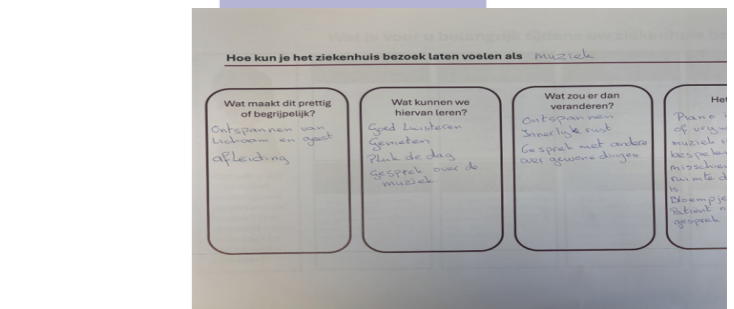 Hoe kun je het ziekenhuis bezoek laten voelen als muziek
Wat maakt dit prettig
of begrijpelijk?
Ontspannen van
Lichaam en geest
afleiding
Wat kunnen we
hiervan leren?
Goed Luisteren
Genieten
Pluk de dag
Gesprek over de
muziek
Wat zou er dan
veranderen?
Ontspannen
Innerlijke rust
Gesprek met andere
over gewone dingen
Het
Piano
of vrijw
muziek
bespele
misschien
ruimte d
is.
Bloempje
Patient n
gesprek